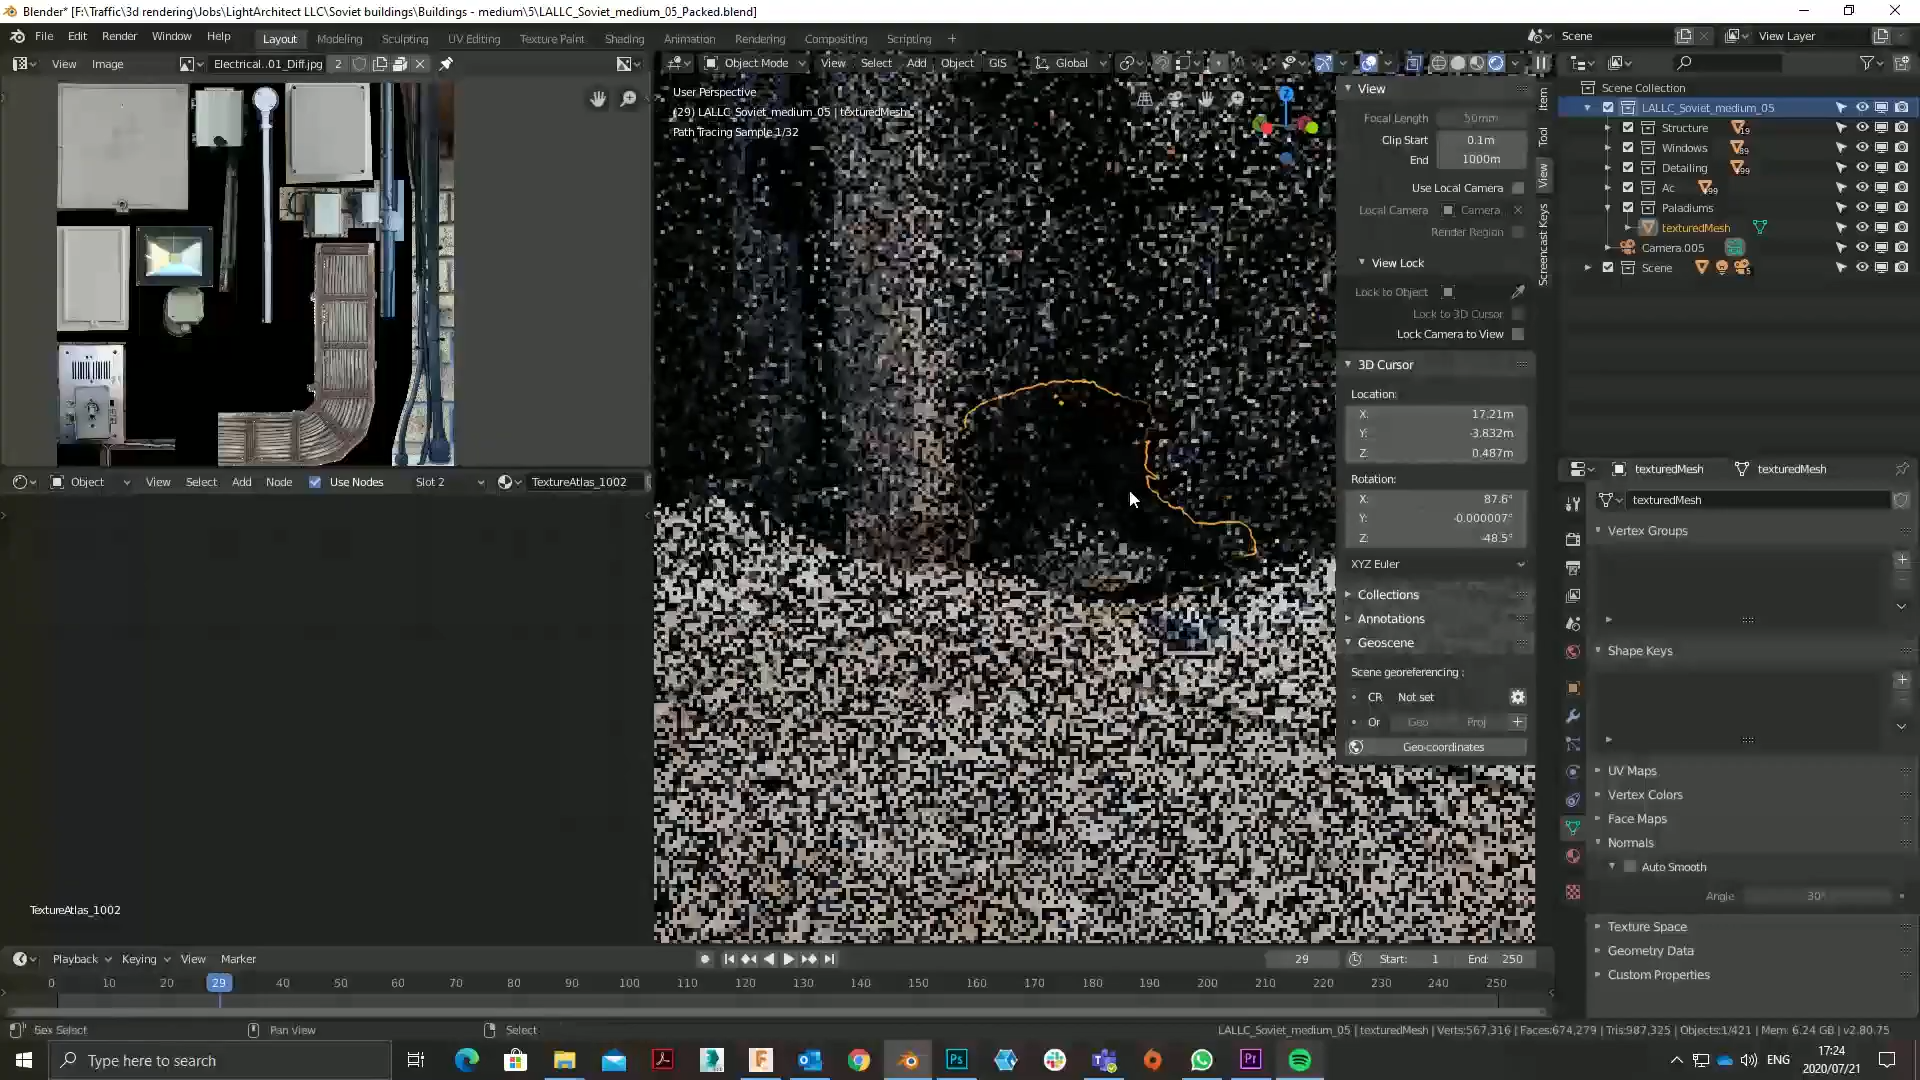 Blender* [F:\Traffic\3d rendering\Jobs\LightArchitect LLC\Soviet buildings\Buildings - medium\5\LALLC_Soviet_medium_05_Packed.blend]
File Edit Render Window Help Layout Modeling Sculpting UV Editing Texture Paint Shading Animation Rendering Compositing Scripting + Scene View Layer
View Image Electrical..01_Diff.jpg 2 Object Mode View Select Add Object GIS Global
User Perspective
(29) LALLC_Soviet_medium_05 | texturedMesh
Path Tracing Sample 1/32
View
Focal Length 50mm
Clip Start 0.1m
End 1000m
Use Local Camera
Local Camera Camera
Render Region
View Lock
Lock to Object
Lock to 3D Cursor
Lock Camera to View
3D Cursor
Location:
X: 17.21m
Y: -3.832m
Z: 0.487m
Rotation:
X: 87.6°
Y: -0.000007°
Z: -48.5°
XYZ Euler
Collections
Annotations
Geoscene
Scene georeferencing :
CR Not set
Or Geo Proj +
Geo-coordinates
Item
Tool
View
Screencast Keys
Scene Collection
LALLC_Soviet_medium_05
Structure 19
Windows 89
Detailing 99
Ac 99
Paladiums
texturedMesh
Camera.005
Scene 5
texturedMesh texturedMesh
texturedMesh
Vertex Groups
Shape Keys
UV Maps
Vertex Colors
Face Maps
Normals
Auto Smooth
Angle 30°
Texture Space
Geometry Data
Custom Properties
Object View Select Add Node Use Nodes Slot 2 TextureAtlas_1002
TextureAtlas_1002
Playback Keying View Marker 29 Start: 1 End: 250
0 10 20 29 40 50 60 70 80 90 100 110 120 130 140 150 160 170 180 190 200 210 220 230 240 250
Box Select Pan View Select LALLC_Soviet_medium_05 | texturedMesh | Verts:567,316 | Faces:674,279 | Tris:987,325 | Objects:1/421 | Mem: 6.24 GB | v2.80.75
Type here to search ENG 17:24
2020/07/21